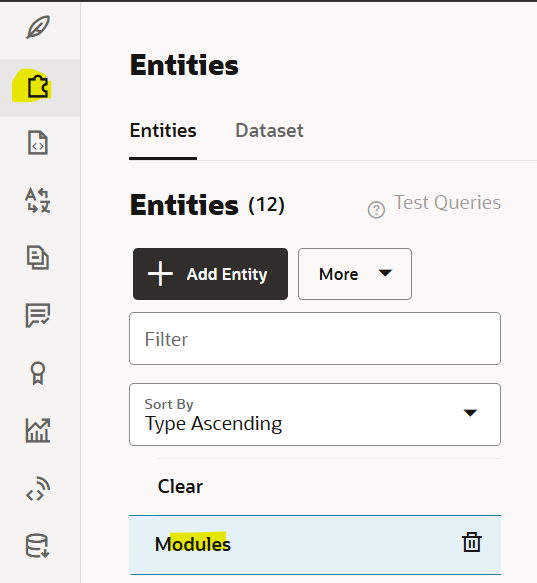 Entities
Entities Dataset
Entities (12)
Test Queries
Add Entity More
Filter
Sort By
Type Ascending
Clear
Modules